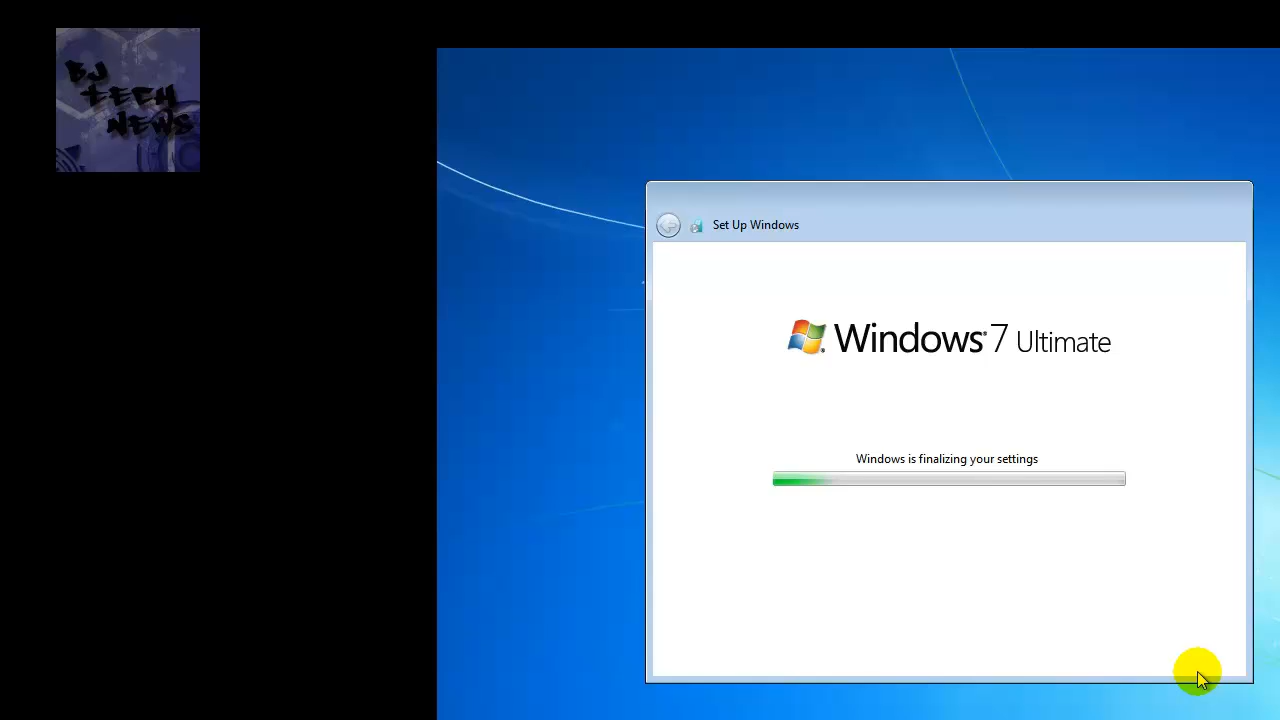 BJ
TECH
NEWS
Set Up Windows
Windows® 7 Ultimate
Windows is finalizing your settings